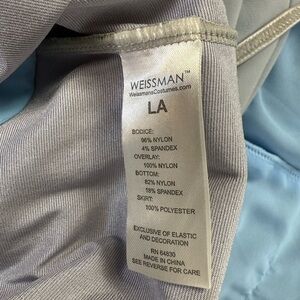 WEISSMAN™
WeissmansCostumes.com
LA
BODICE:
96% NYLON
4% SPANDEX
OVERLAY:
100% NYLON
BOTTOM:
82% NYLON
18% SPANDEX
SKIRT:
100% POLYESTER
EXCLUSIVE OF ELASTIC
AND DECORATION
RN 64830
MADE IN CHINA
SEE REVERSE FOR CARE